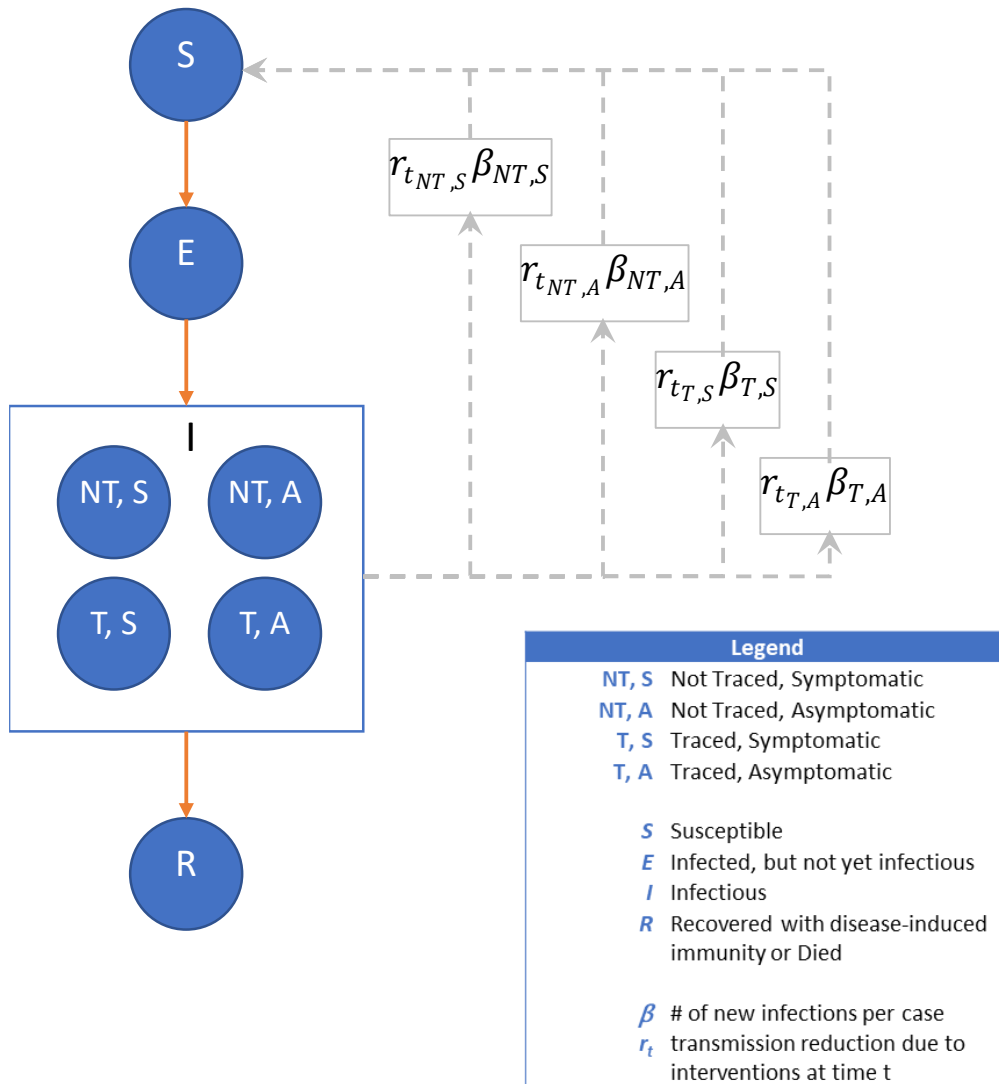 S
E
I
NT, S
NT, A
T, S
T, A
R
r_{t_{NT,S}} β_{NT,S}
r_{t_{NT,A}} β_{NT,A}
r_{t_{T,S}} β_{T,S}
r_{t_{T,A}} β_{T,A}
Legend
NT, S Not Traced, Symptomatic
NT, A Not Traced, Asymptomatic
T, S Traced, Symptomatic
T, A Traced, Asymptomatic
S Susceptible
E Infected, but not yet infectious
I Infectious
R Recovered with disease-induced
immunity or Died
β # of new infections per case
r_t transmission reduction due to
interventions at time t